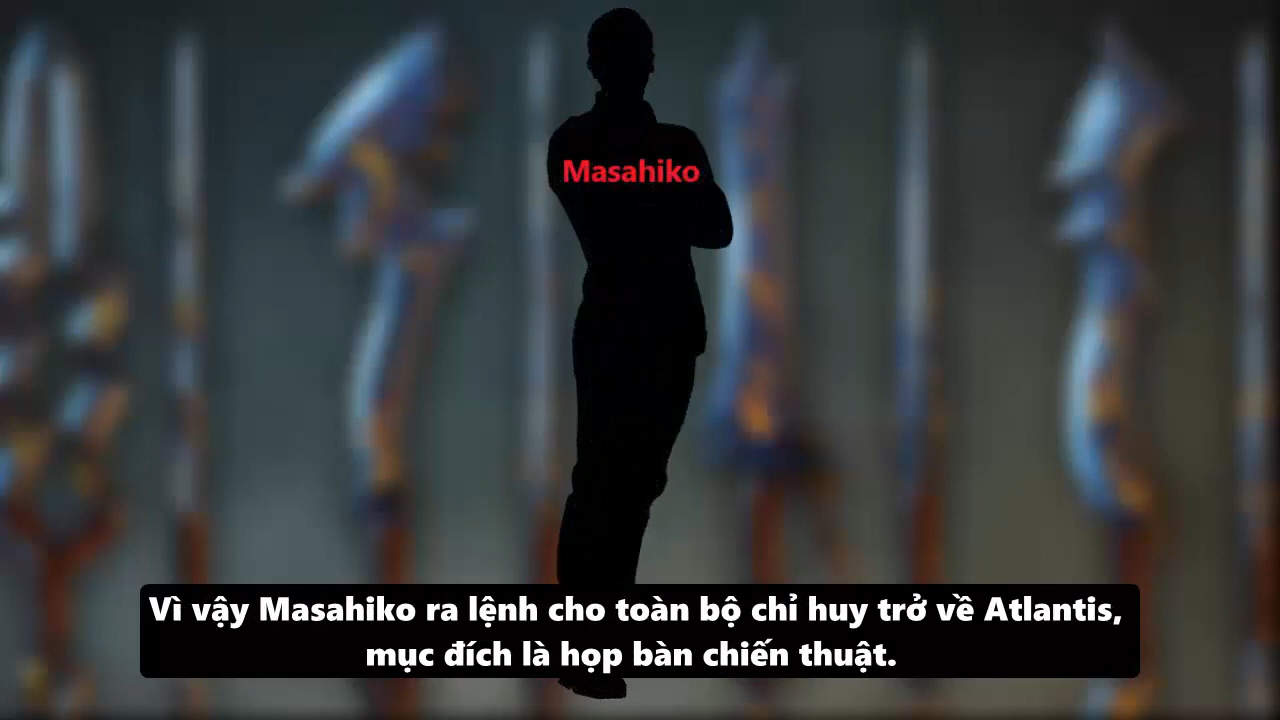 Masahiko
Vì vậy Masahiko ra lệnh cho toàn bộ chỉ huy trở về Atlantis,
mục đích là họp bàn chiến thuật.